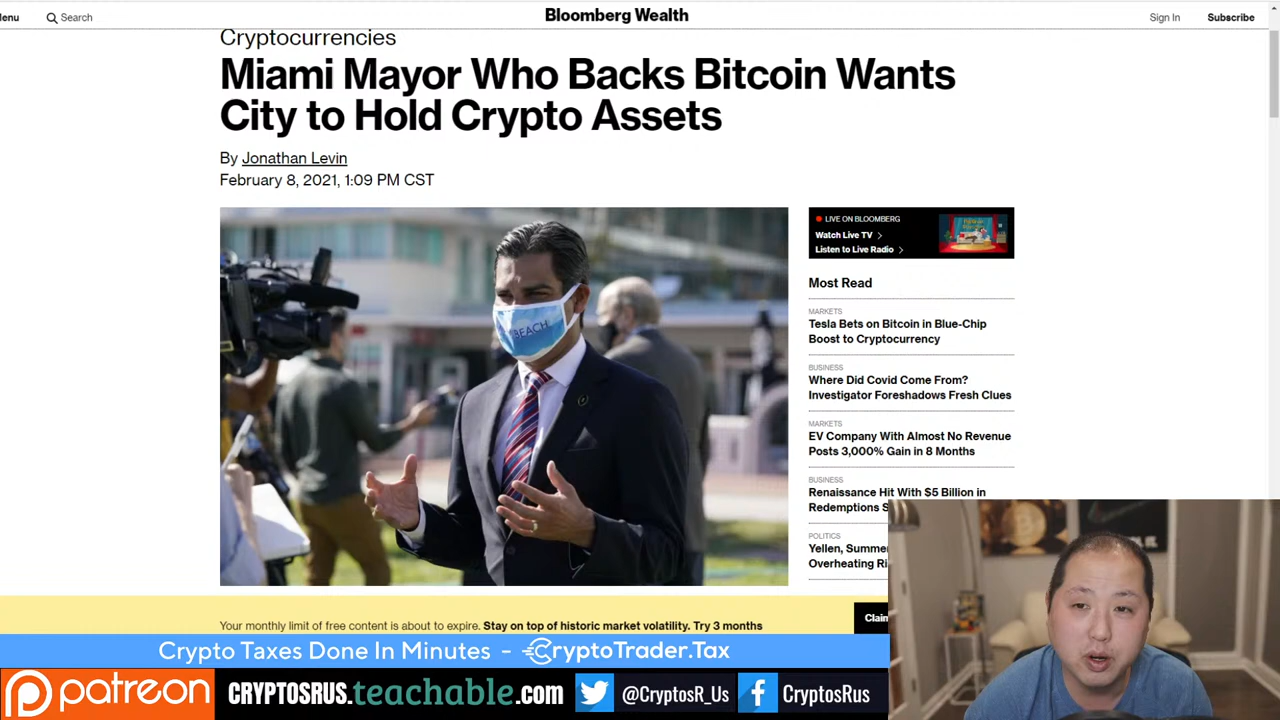 enu
Search
Bloomberg Wealth
Sign In
Subscribe
Cryptocurrencies
Miami Mayor Who Backs Bitcoin Wants
City to Hold Crypto Assets
By Jonathan Levin
February 8, 2021, 1:09 PM CST
BEACH
LIVE ON BLOOMBERG
Watch Live TV
Listen to Live Radio
Most Read
MARKETS
Tesla Bets on Bitcoin in Blue-Chip
Boost to Cryptocurrency
BUSINESS
Where Did Covid Come From?
Investigator Foreshadows Fresh Clues
MARKETS
EV Company With Almost No Revenue
Posts 3,000% Gain in 8 Months
BUSINESS
Renaissance Hit With $5 Billion in
Redemptions S
POLITICS
Yellen, Summer
Overheating Ri
Your monthly limit of free content is about to expire. Stay on top of historic market volatility. Try 3 months
Claim
Crypto Taxes Done In Minutes - CryptoTrader.Tax
patreon
CRYPTOSRUS.teachable.com
@CryptosR_Us
CryptosRus